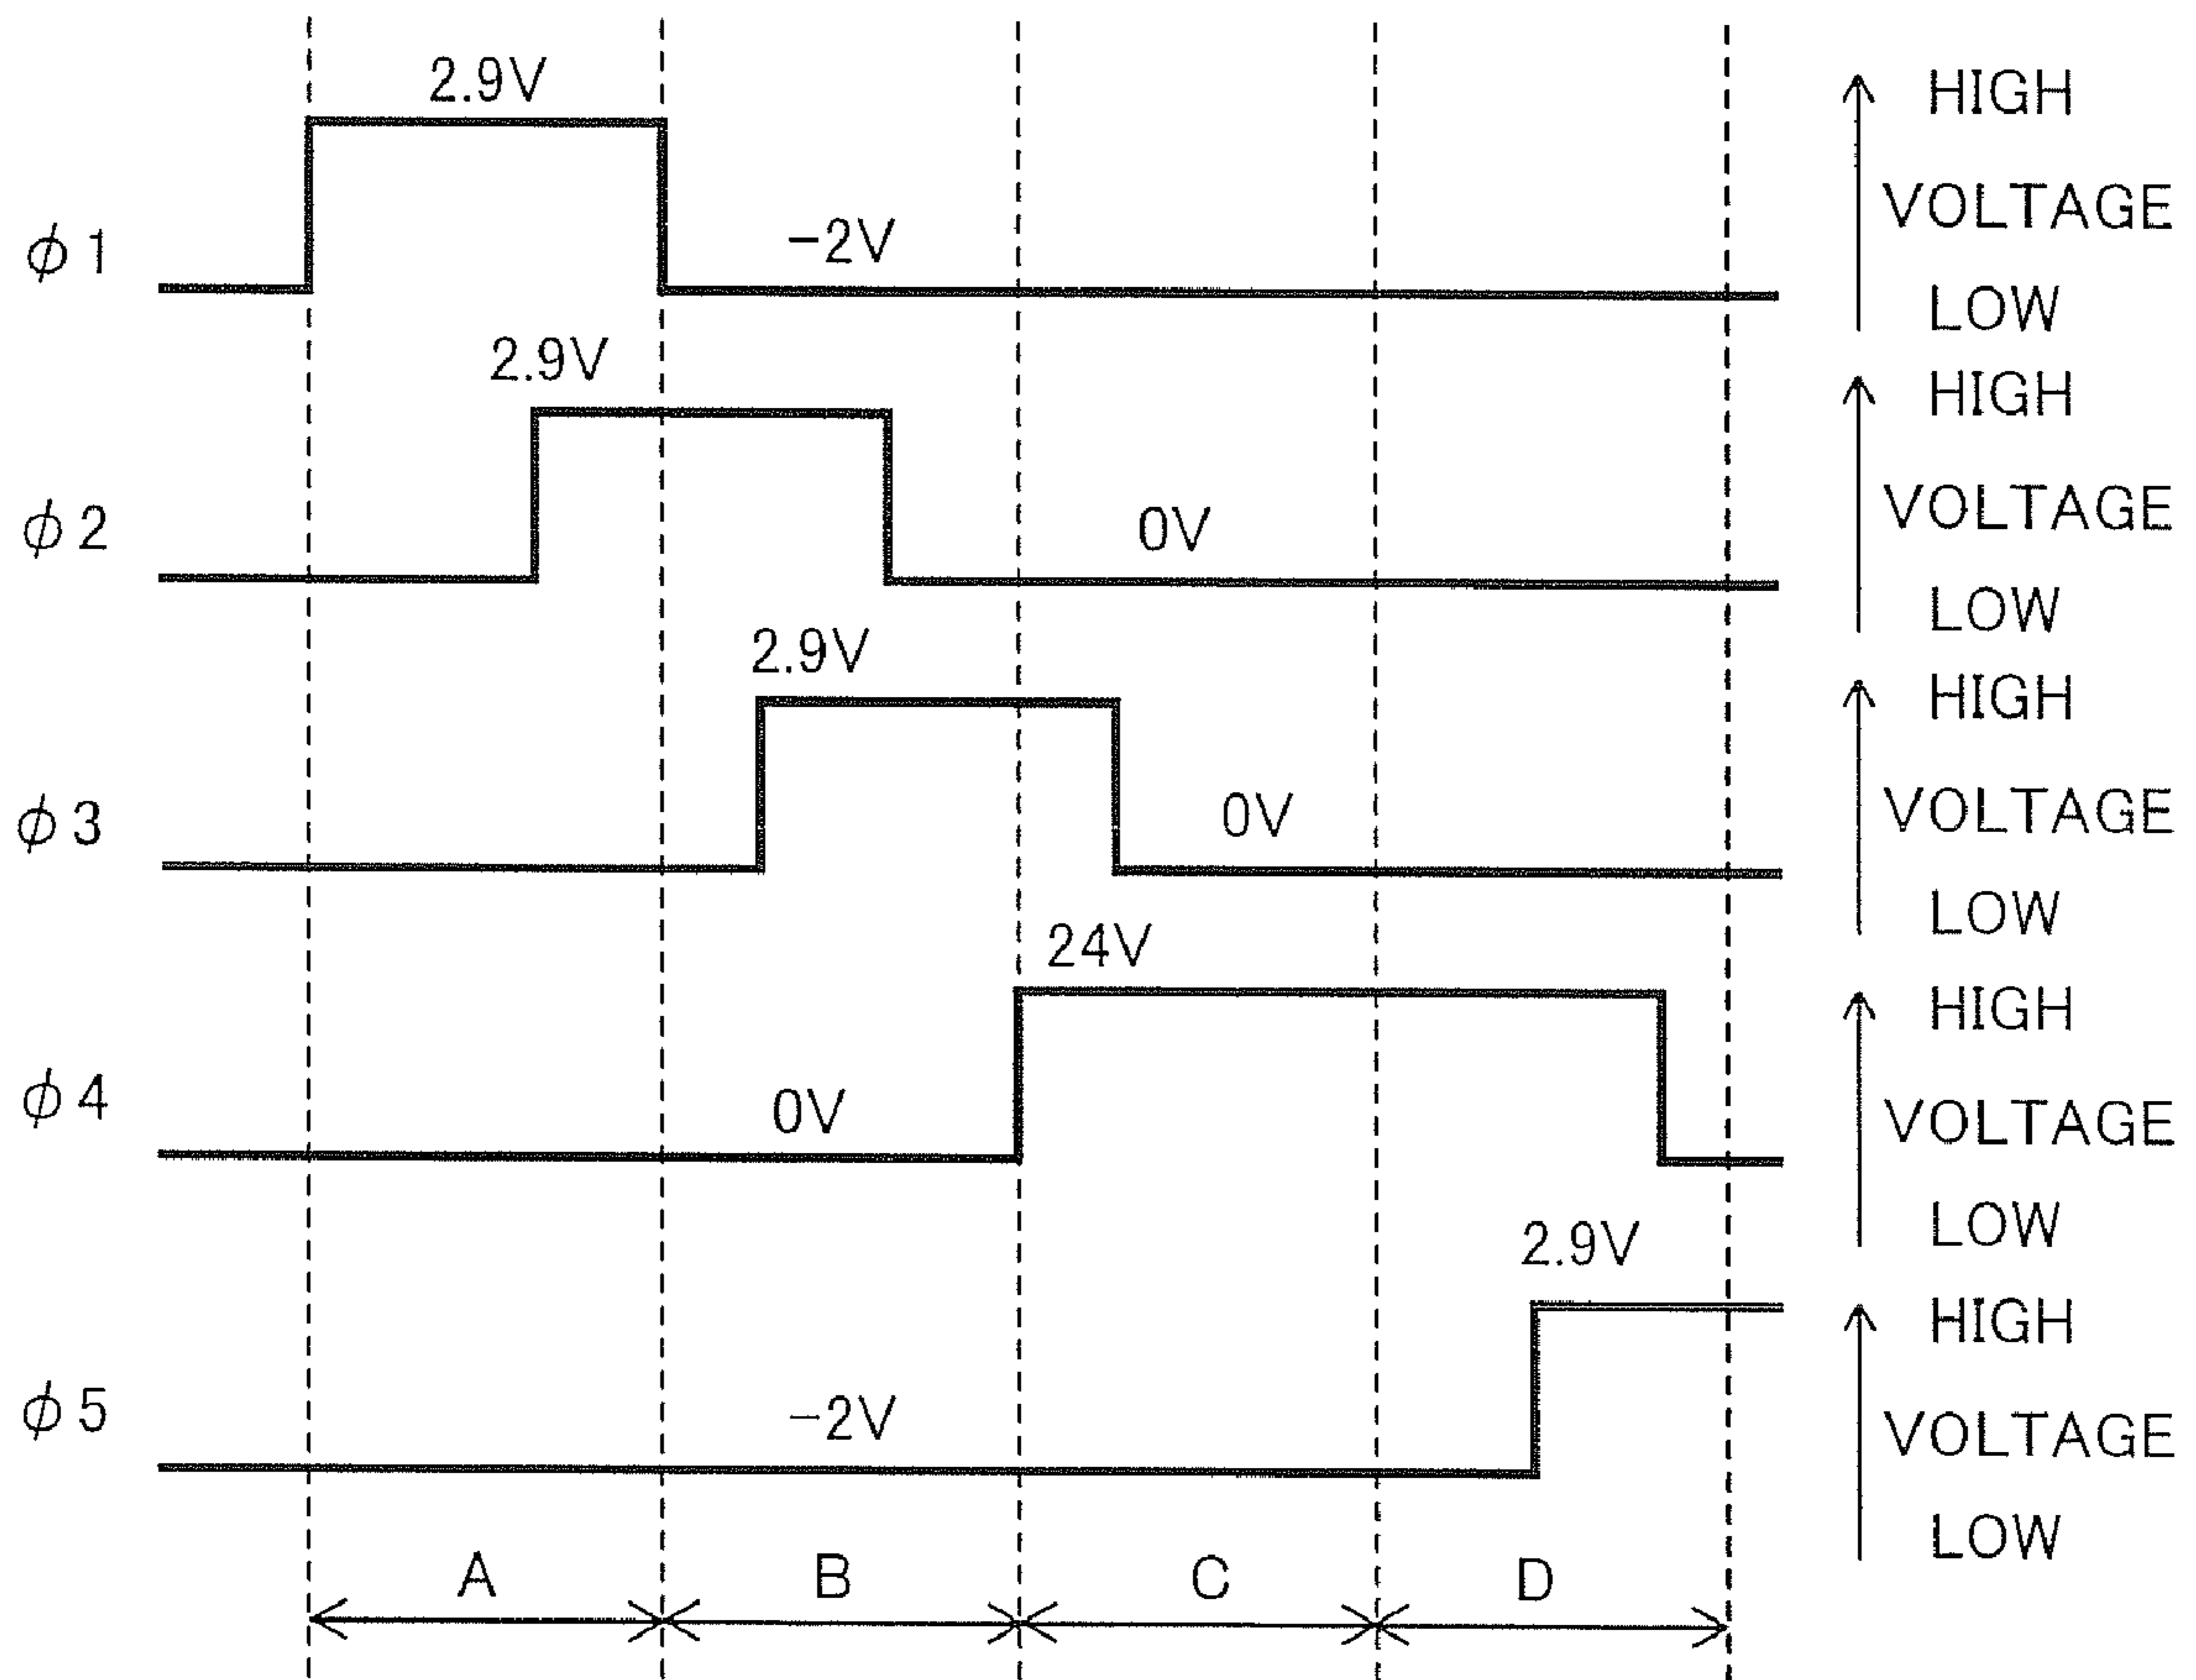 2.9V
HIGH
φ1
-2V
VOLTAGE
LOW
2.9V
HIGH
φ2
0V
VOLTAGE
LOW
2.9V
HIGH
φ3
0V
VOLTAGE
LOW
24V
HIGH
φ4
0V
VOLTAGE
LOW
2.9V
HIGH
φ5
-2V
VOLTAGE
LOW
A B C D